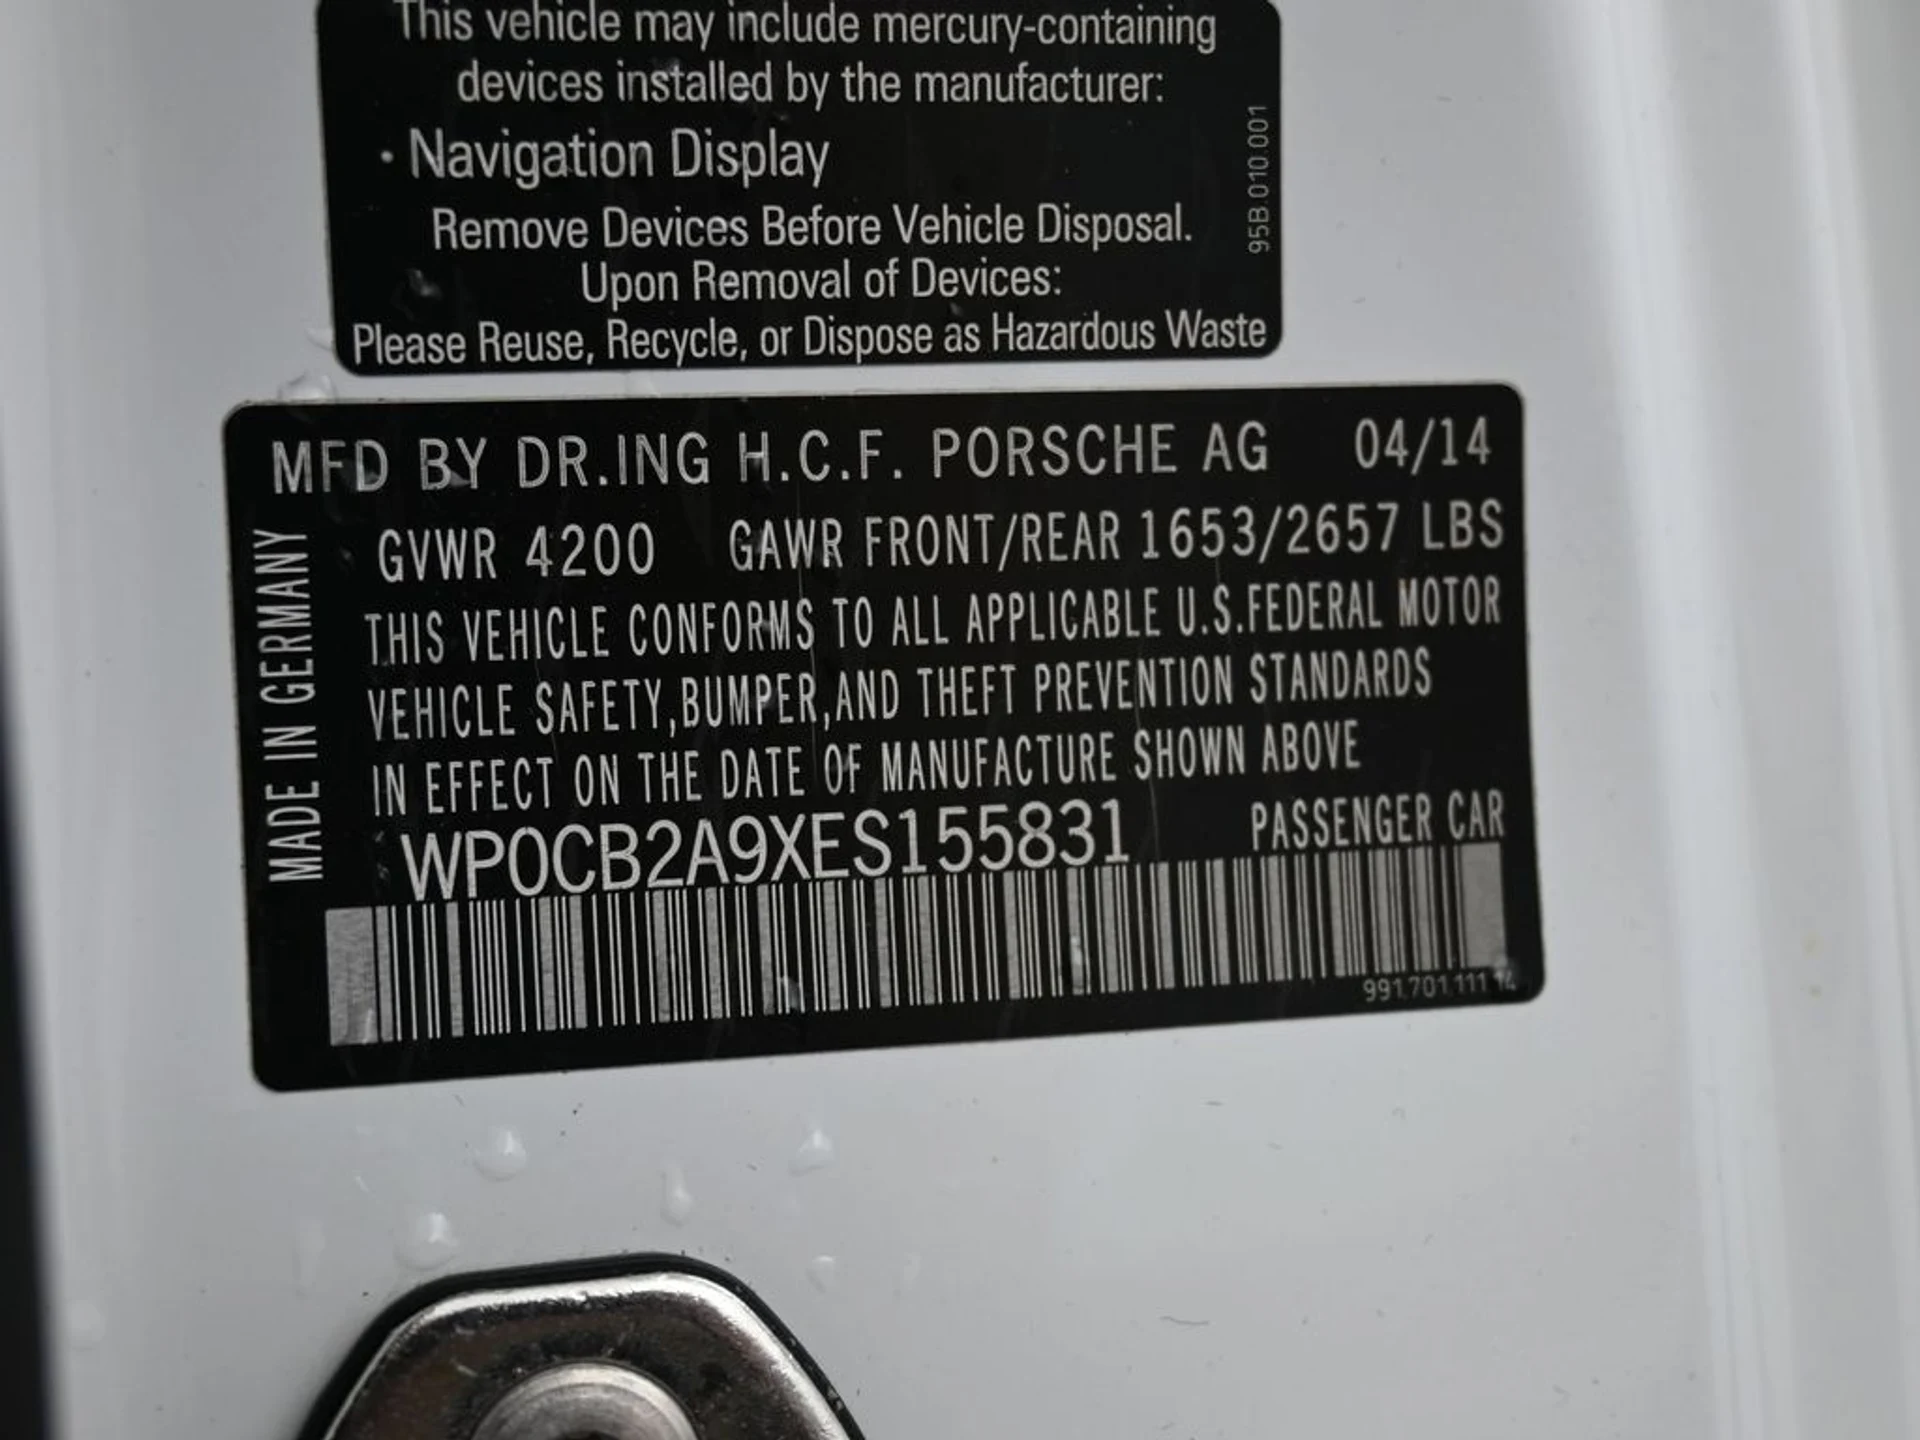 This vehicle may include mercury-containing
devices installed by the manufacturer:
• Navigation Display
Remove Devices Before Vehicle Disposal.
Upon Removal of Devices:
Please Reuse, Recycle, or Dispose as Hazardous Waste
95B.010.001
MFD BY DR.ING H.C.F. PORSCHE AG 04/14
GVWR 4200 GAWR FRONT/REAR 1653/2657 LBS
THIS VEHICLE CONFORMS TO ALL APPLICABLE U.S.FEDERAL MOTOR
VEHICLE SAFETY,BUMPER,AND THEFT PREVENTION STANDARDS
IN EFFECT ON THE DATE OF MANUFACTURE SHOWN ABOVE
WP0CB2A9XES155831 PASSENGER CAR
MADE IN GERMANY
991.701.111.14